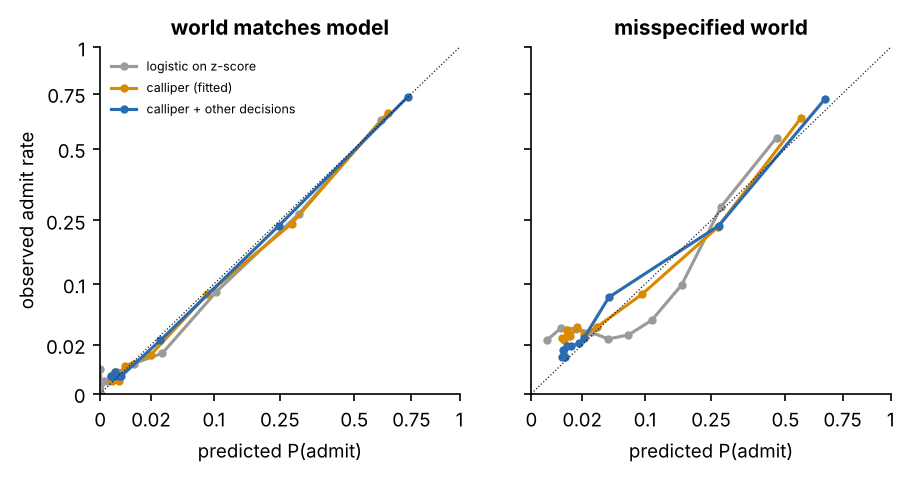 world matches model
misspecified world
logistic on z-score
calliper (fitted)
calliper + other decisions
observed admit rate
1
0.75
0.5
0.25
0.1
0.02
0
0 0.02 0.1 0.25 0.5 0.75 1
0 0.02 0.1 0.25 0.5 0.75 1
predicted P(admit)
predicted P(admit)